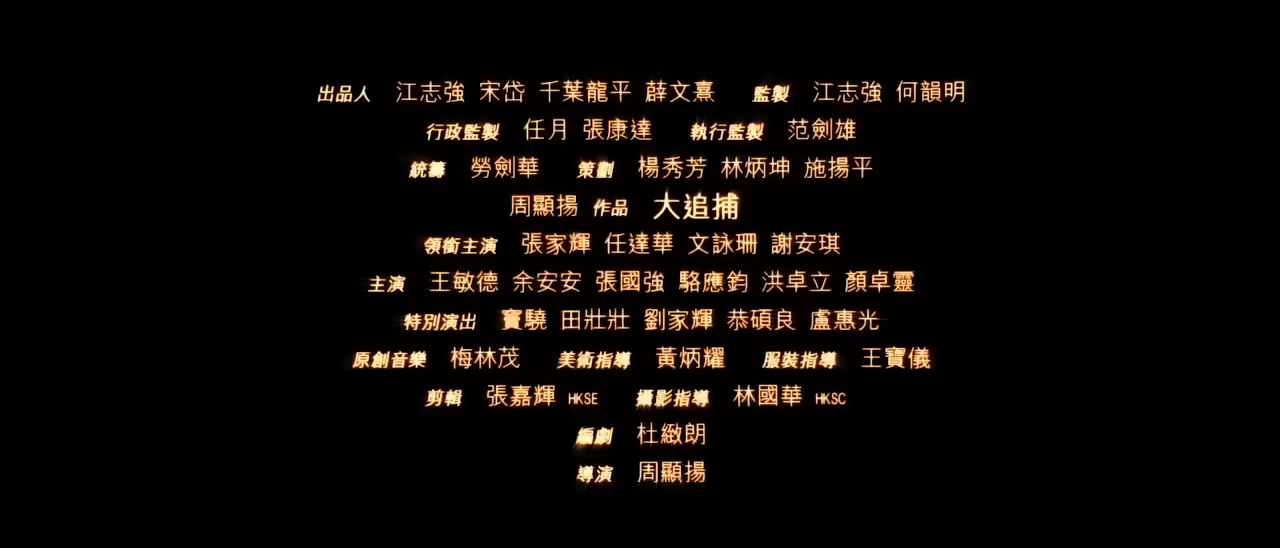 出品人 江志強 宋岱 千葉龍平 薜文熹 監製 江志強 何韻明
行政監製 任月 張康達 執行監製 范劍雄
統籌 勞劍華 策劃 楊秀芳 林炳坤 施揚平
周顯揚 作品 大追捕
領銜主演 張家輝 任達華 文詠珊 謝安琪
主演 王敏德 余安安 張國強 駱應鈞 洪卓立 顏卓靈
特別演出 竇驍 田壯壯 劉家輝 恭碩良 盧惠光
原創音樂 梅林茂 美術指導 黃炳耀 服裝指導 王寶儀
剪輯 張嘉輝 HKSE 攝影指導 林國華 HKSC
編劇 杜緻朗
導演 周顯揚